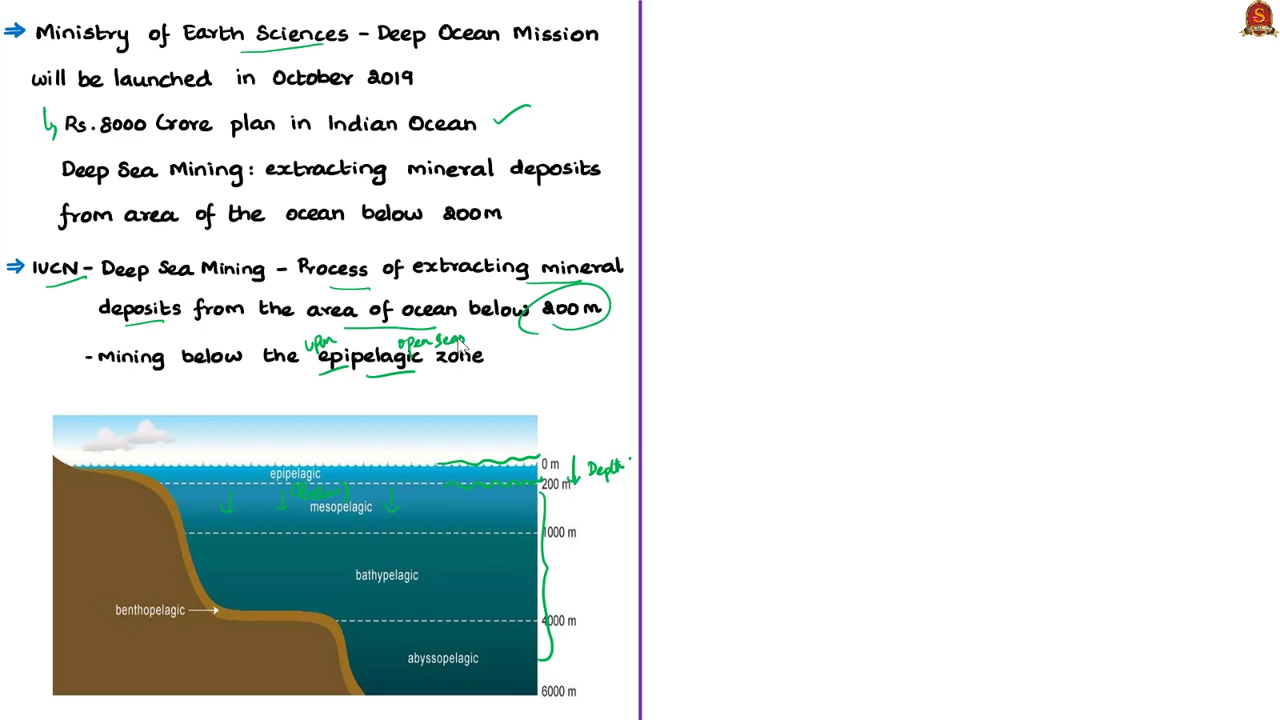 ⇒ Ministry of Earth Sciences - Deep Ocean Mission
will be launched in October 2019
↳ Rs. 8000 Crore plan in Indian Ocean ✓
Deep Sea Mining: extracting mineral deposits
from area of the ocean below 200m
⇒ IUCN - Deep Sea Mining - Process of extracting mineral
deposits from the area of ocean below 200m
upon open seas
- Mining below the epipelagic zone
0 m
epipelagic
Depth
200 m
mesopelagic
1000 m
bathypelagic
benthopelagic
4000 m
abyssopelagic
6000 m
S